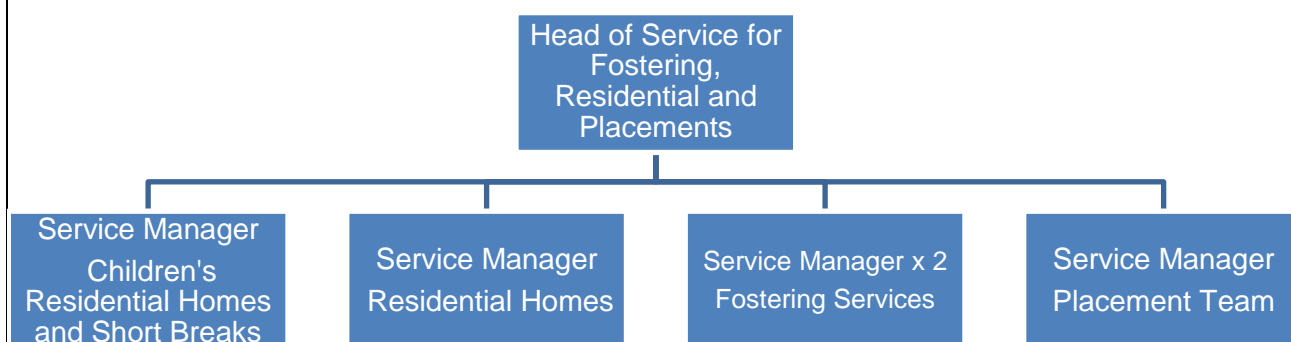 Head of Service for
Fostering,
Residential and
Placements
Service Manager
Children's
Residential Homes
and Short Breaks
Service Manager
Residential Homes
Service Manager x 2
Fostering Services
Service Manager
Placement Team